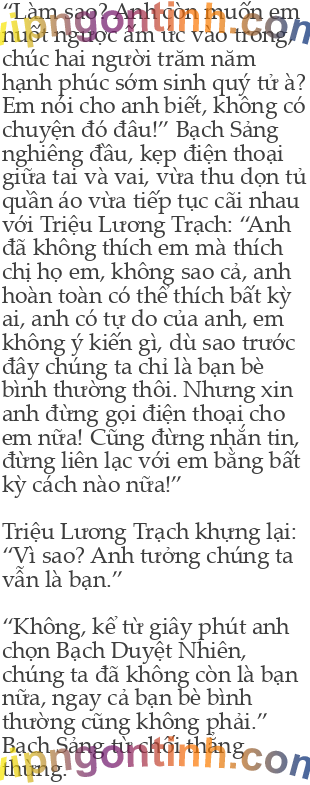 “Làm sao? Anh còn muốn em
nuốt ngược ấm ức vào trong,
chúc hai người trăm năm
hạnh phúc sớm sinh quý tử à?
Em nói cho anh biết, không có
chuyện đó đâu!” Bạch Sảng
nghiêng đầu, kẹp điện thoại
giữa tai và vai, vừa thu dọn tủ
quần áo vừa tiếp tục cãi nhau
với Triệu Lương Trạch: “Anh
đã không thích em mà thích
chị họ em, không sao cả, anh
hoàn toàn có thể thích bất kỳ
ai, anh có tự do của anh, em
không ý kiến gì, dù sao trước
đây chúng ta chỉ là bạn bè
bình thường thôi. Nhưng xin
anh đừng gọi điện thoại cho
em nữa! Cũng đừng nhắn tin,
đừng liên lạc với em bằng bất
kỳ cách nào nữa!”
Triệu Lương Trạch khựng lại:
“Vì sao? Anh tưởng chúng ta
vẫn là bạn.”
“Không, kể từ giây phút anh
chọn Bạch Duyệt Nhiên,
chúng ta đã không còn là bạn
nữa, ngay cả bạn bè bình
thường cũng không phải.”
Bạch Sảng từ chối thẳng
thừng.
vipngontinh.com
vipngontinh.com